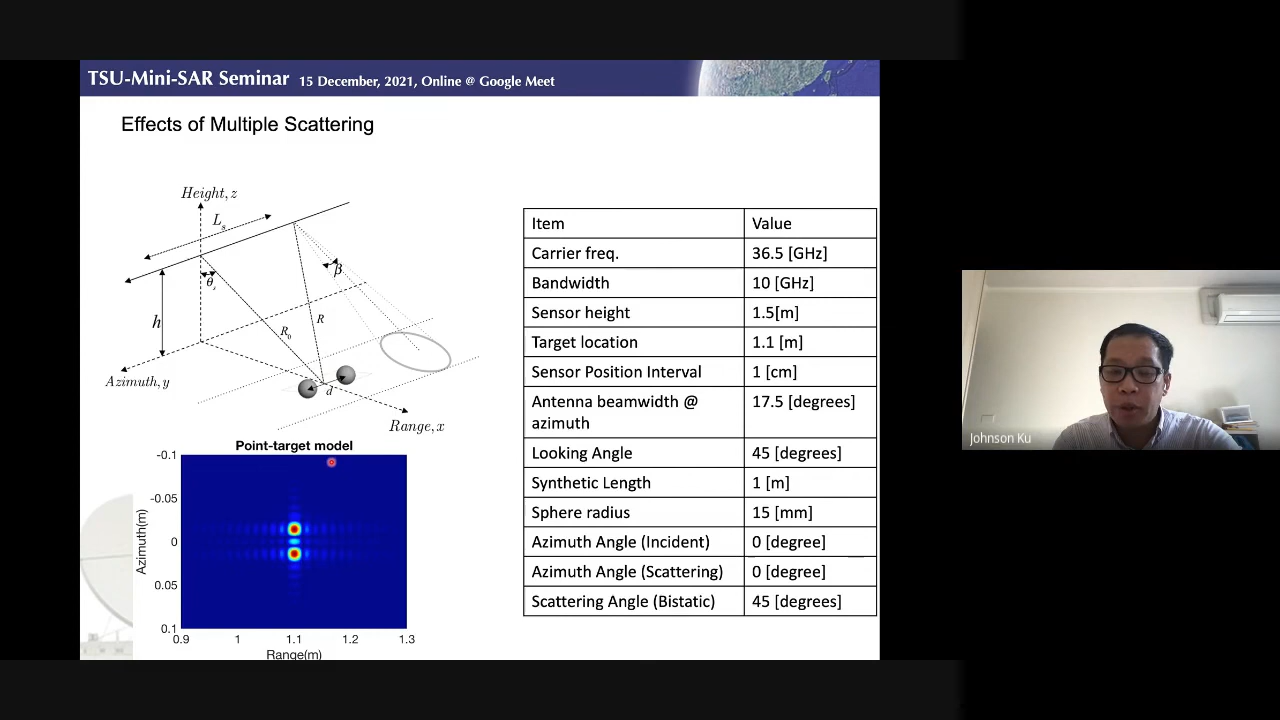 TSU-Mini-SAR Seminar 15 December, 2021, Online @ Google Meet
Effects of Multiple Scattering
Height, z
L_s
θ_s
β
h
R_0
R
d
Azimuth, y
Range, x
Point-target model
-0.1
-0.05
0
0.05
0.1
Azimuth(m)
0.9 1 1.1 1.2 1.3
Range(m)
Item Value
Carrier freq. 36.5 [GHz]
Bandwidth 10 [GHz]
Sensor height 1.5[m]
Target location 1.1 [m]
Sensor Position Interval 1 [cm]
Antenna beamwidth @ 17.5 [degrees]
azimuth
Looking Angle 45 [degrees]
Synthetic Length 1 [m]
Sphere radius 15 [mm]
Azimuth Angle (Incident) 0 [degree]
Azimuth Angle (Scattering) 0 [degree]
Scattering Angle (Bistatic) 45 [degrees]
Johnson Ku